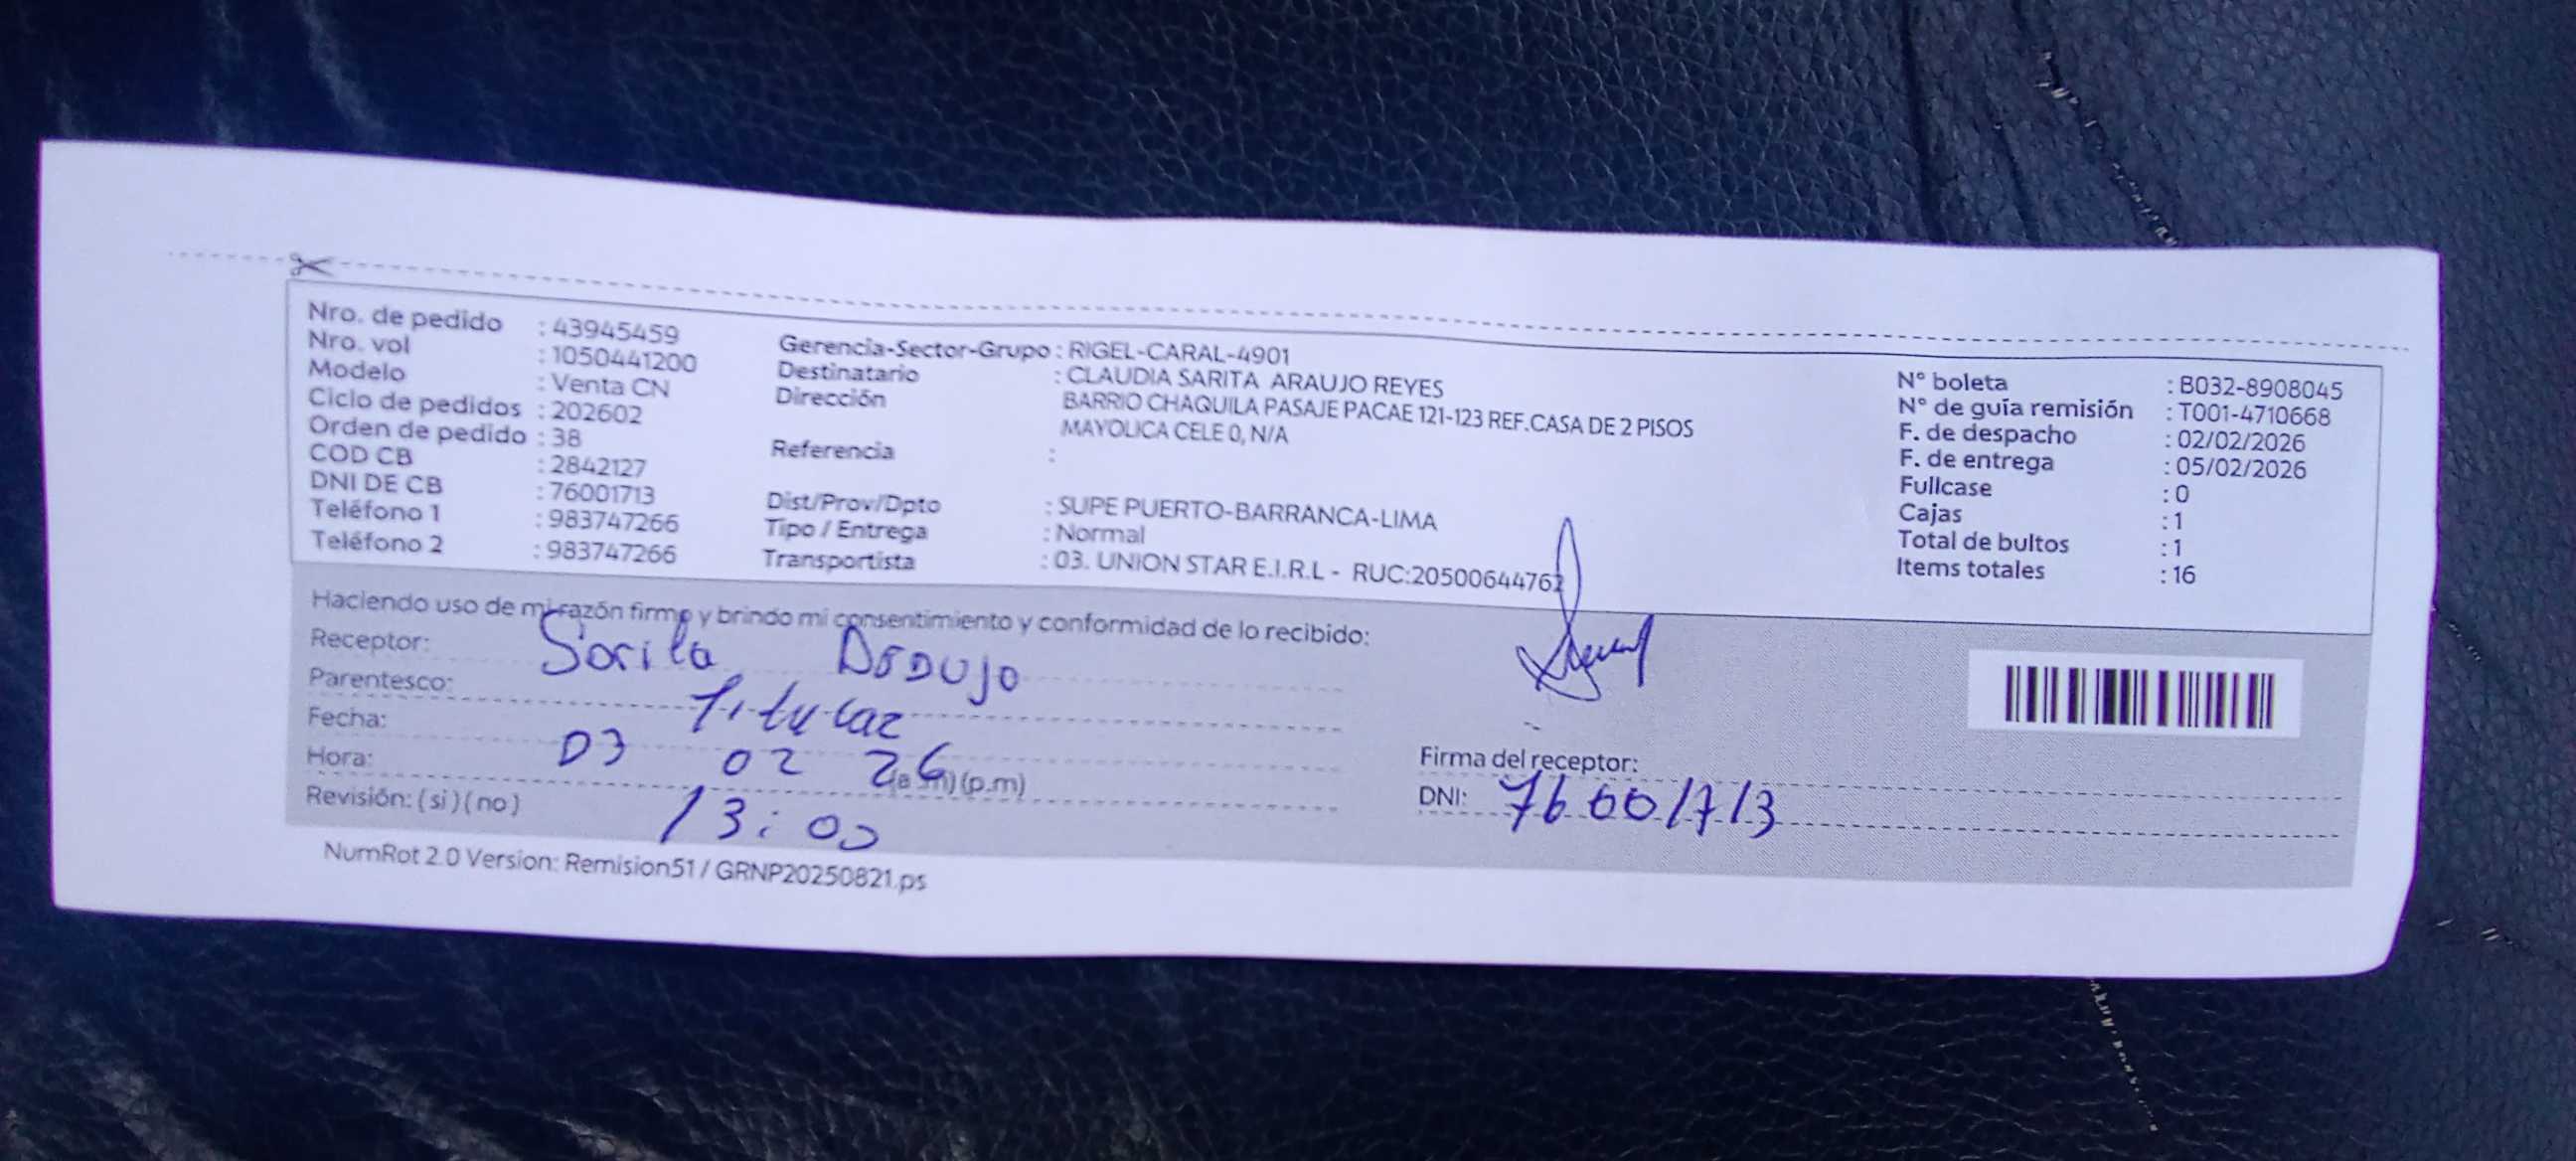 Nro. de pedido : 43945459
Nro. vol : 1050441200
Modelo : Venta CN
Ciclo de pedidos : 202602
Orden de pedido : 38
COD CB : 2842127
DNI DE CB : 76001713
Teléfono 1 : 983747266
Teléfono 2 : 983747266
Gerencia-Sector-Grupo : RIGEL-CARAL-4901
Destinatario : CLAUDIA SARITA ARAUJO REYES
Dirección BARRIO CHAQUILA PASAJE PACAE 121-123 REF.CASA DE 2 PISOS
MAYOLICA CELE 0, N/A
Referencia :
Dist/Prov/Dpto : SUPE PUERTO-BARRANCA-LIMA
Tipo / Entrega : Normal
Transportista : 03. UNION STAR E.I.R.L - RUC:20500644762
N° boleta : B032-8908045
N° de guía remisión : T001-4710668
F. de despacho : 02/02/2026
F. de entrega : 05/02/2026
Fullcase : 0
Cajas : 1
Total de bultos : 1
Items totales : 16
Haciendo uso de mi razón firmo y brindo mi consentimiento y conformidad de lo recibido:
Receptor: Sarita Araujo
Parentesco: Titular
Fecha: 03 02 26
Hora: (a.m) (p.m)
Revisión: (si) (no) 13:00
Firma del receptor:
DNI: 76001713
NumRot 2.0 Version: Remision51 / GRNP20250821.ps